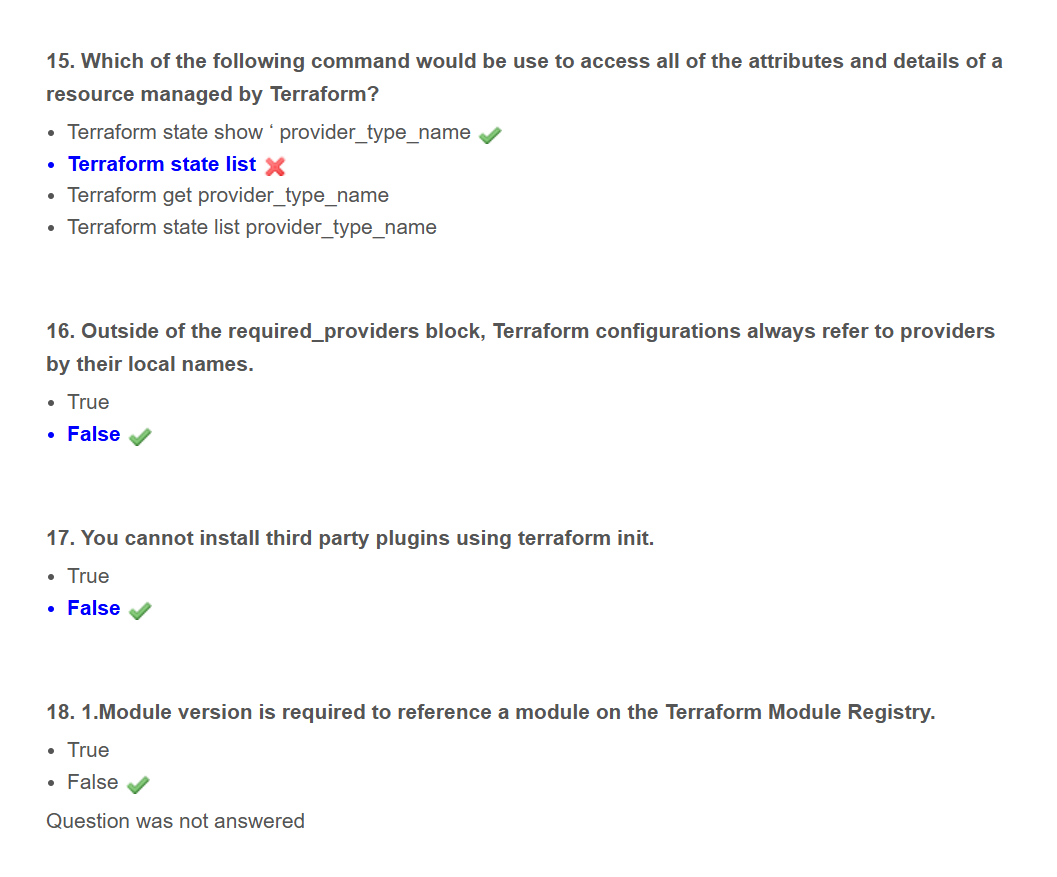 15. Which of the following command would be use to access all of the attributes and details of a
resource managed by Terraform?
• Terraform state show ‘ provider_type_name
• Terraform state list
• Terraform get provider_type_name
• Terraform state list provider_type_name
16. Outside of the required_providers block, Terraform configurations always refer to providers
by their local names.
• True
• False
17. You cannot install third party plugins using terraform init.
• True
• False
18. 1.Module version is required to reference a module on the Terraform Module Registry.
• True
• False
Question was not answered